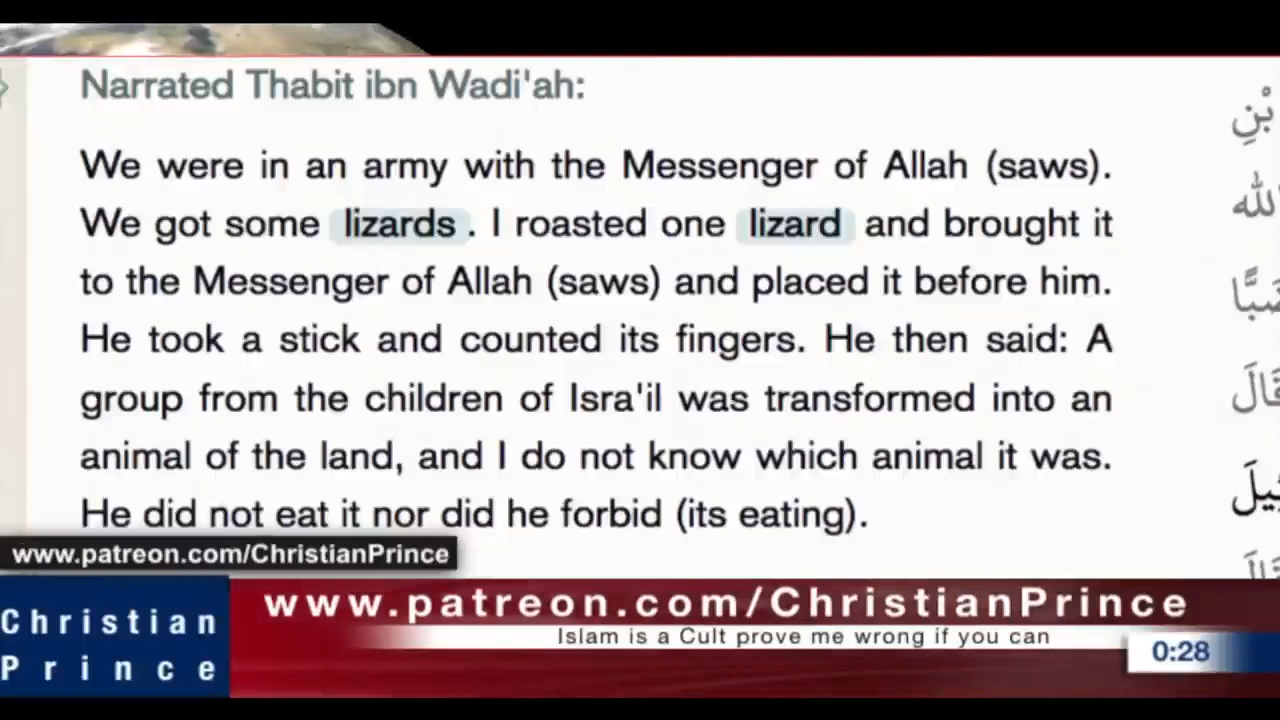 Narrated Thabit ibn Wadi'ah:
We were in an army with the Messenger of Allah (saws).
We got some lizards. I roasted one lizard and brought it
to the Messenger of Allah (saws) and placed it before him.
He took a stick and counted its fingers. He then said: A
group from the children of Isra'il was transformed into an
animal of the land, and I do not know which animal it was.
He did not eat it nor did he forbid (its eating).
بْنِ
www.patreon.com/ChristianPrince
Christian
Prince
www.patreon.com/ChristianPrince
Islam is a Cult prove me wrong if you can
0:28